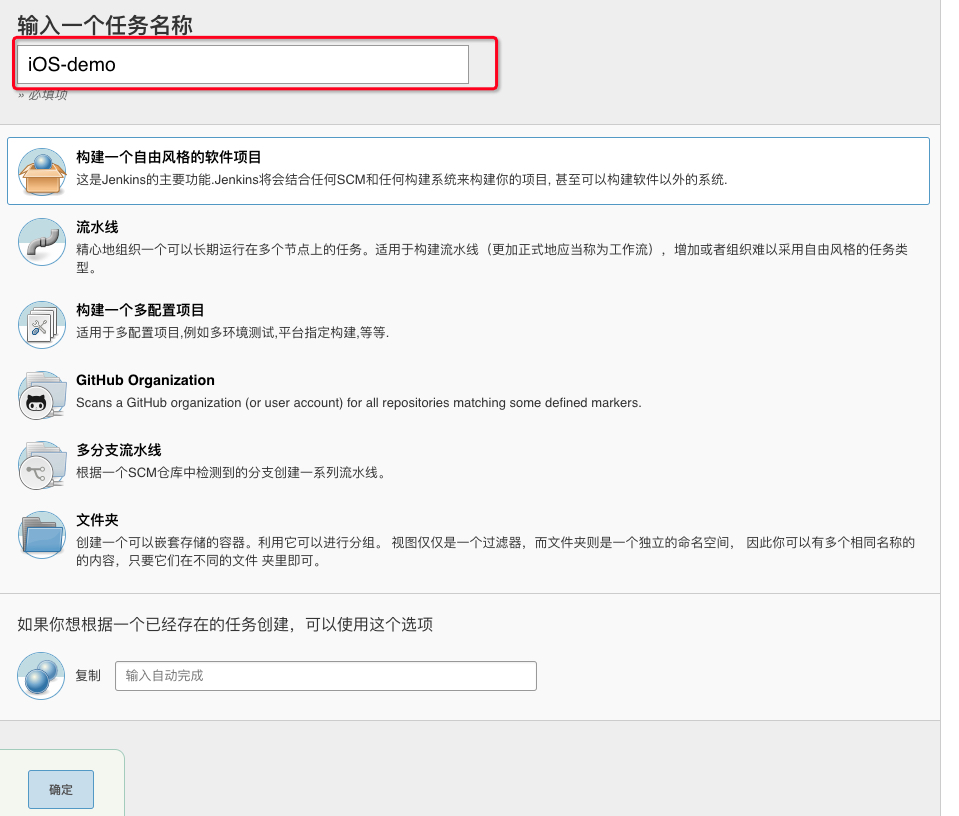 输入一个任务名称
iOS-demo
» 必填项
构建一个自由风格的软件项目
这是Jenkins的主要功能.Jenkins将会结合任何SCM和任何构建系统来构建你的项目, 甚至可以构建软件以外的系统.
流水线
精心地组织一个可以长期运行在多个节点上的任务。适用于构建流水线（更加正式地应当称为工作流），增加或者组织难以采用自由风格的任务类
型。
构建一个多配置项目
适用于多配置项目,例如多环境测试,平台指定构建,等等.
GitHub Organization
Scans a GitHub organization (or user account) for all repositories matching some defined markers.
多分支流水线
根据一个SCM仓库中检测到的分支创建一系列流水线。
文件夹
创建一个可以嵌套存储的容器。利用它可以进行分组。 视图仅仅是一个过滤器，而文件夹则是一个独立的命名空间， 因此你可以有多个相同名称的
的内容，只要它们在不同的文件 夹里即可。
如果你想根据一个已经存在的任务创建，可以使用这个选项
复制 输入自动完成
确定